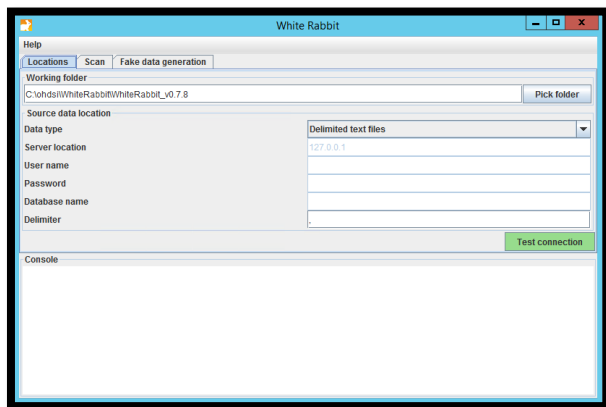 White Rabbit
Help
Locations Scan Fake data generation
Working folder
C:\ohdsi\WhiteRabbit\WhiteRabbit_v0.7.8 Pick folder
Source data location
Data type Delimited text files
Server location 127.0.0.1
User name
Password
Database name
Delimiter ,
Test connection
Console